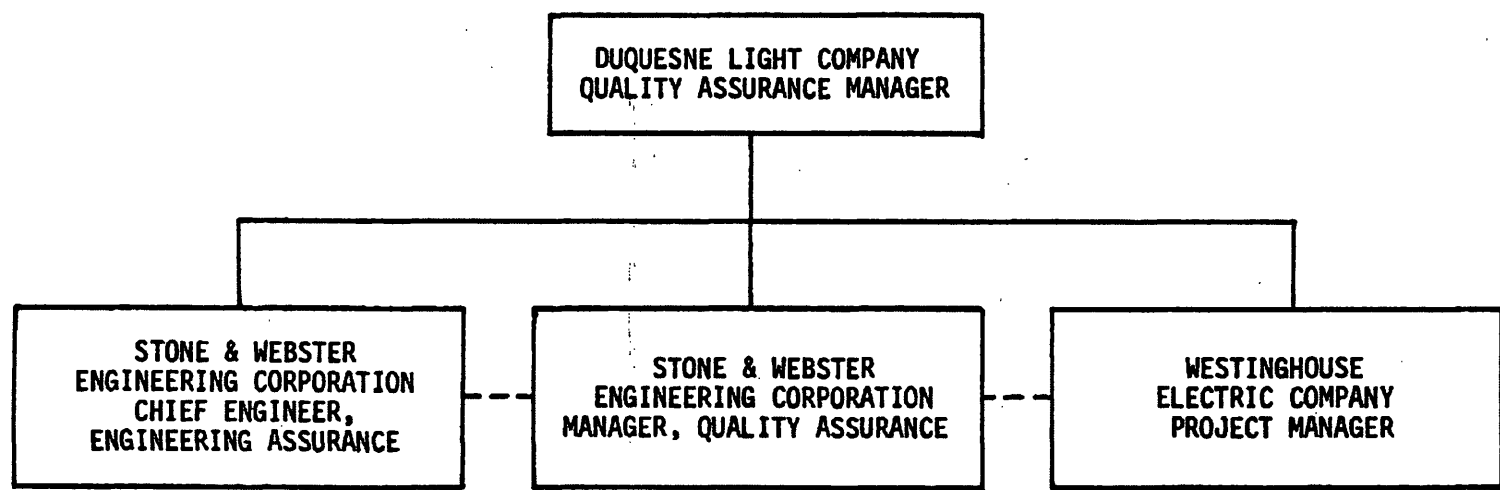 DUQUESNE LIGHT COMPANY
QUALITY ASSURANCE MANAGER
STONE & WEBSTER
ENGINEERING CORPORATION
CHIEF ENGINEER,
ENGINEERING ASSURANCE
STONE & WEBSTER
ENGINEERING CORPORATION
MANAGER, QUALITY ASSURANCE
WESTINGHOUSE
ELECTRIC COMPANY
PROJECT MANAGER